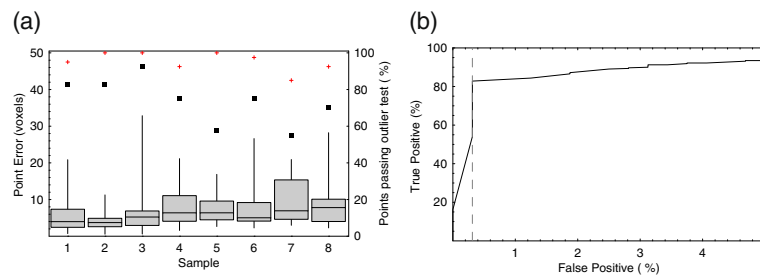 (a)
Point Error (voxels)
50
40
30
20
10
1 2 3 4 5 6 7 8
Sample
100
80
60
40
20
0
Points passing outlier test ( %)
(b)
True Positive (%)
100
80
60
40
20
1 2 3 4
False Positive ( %)